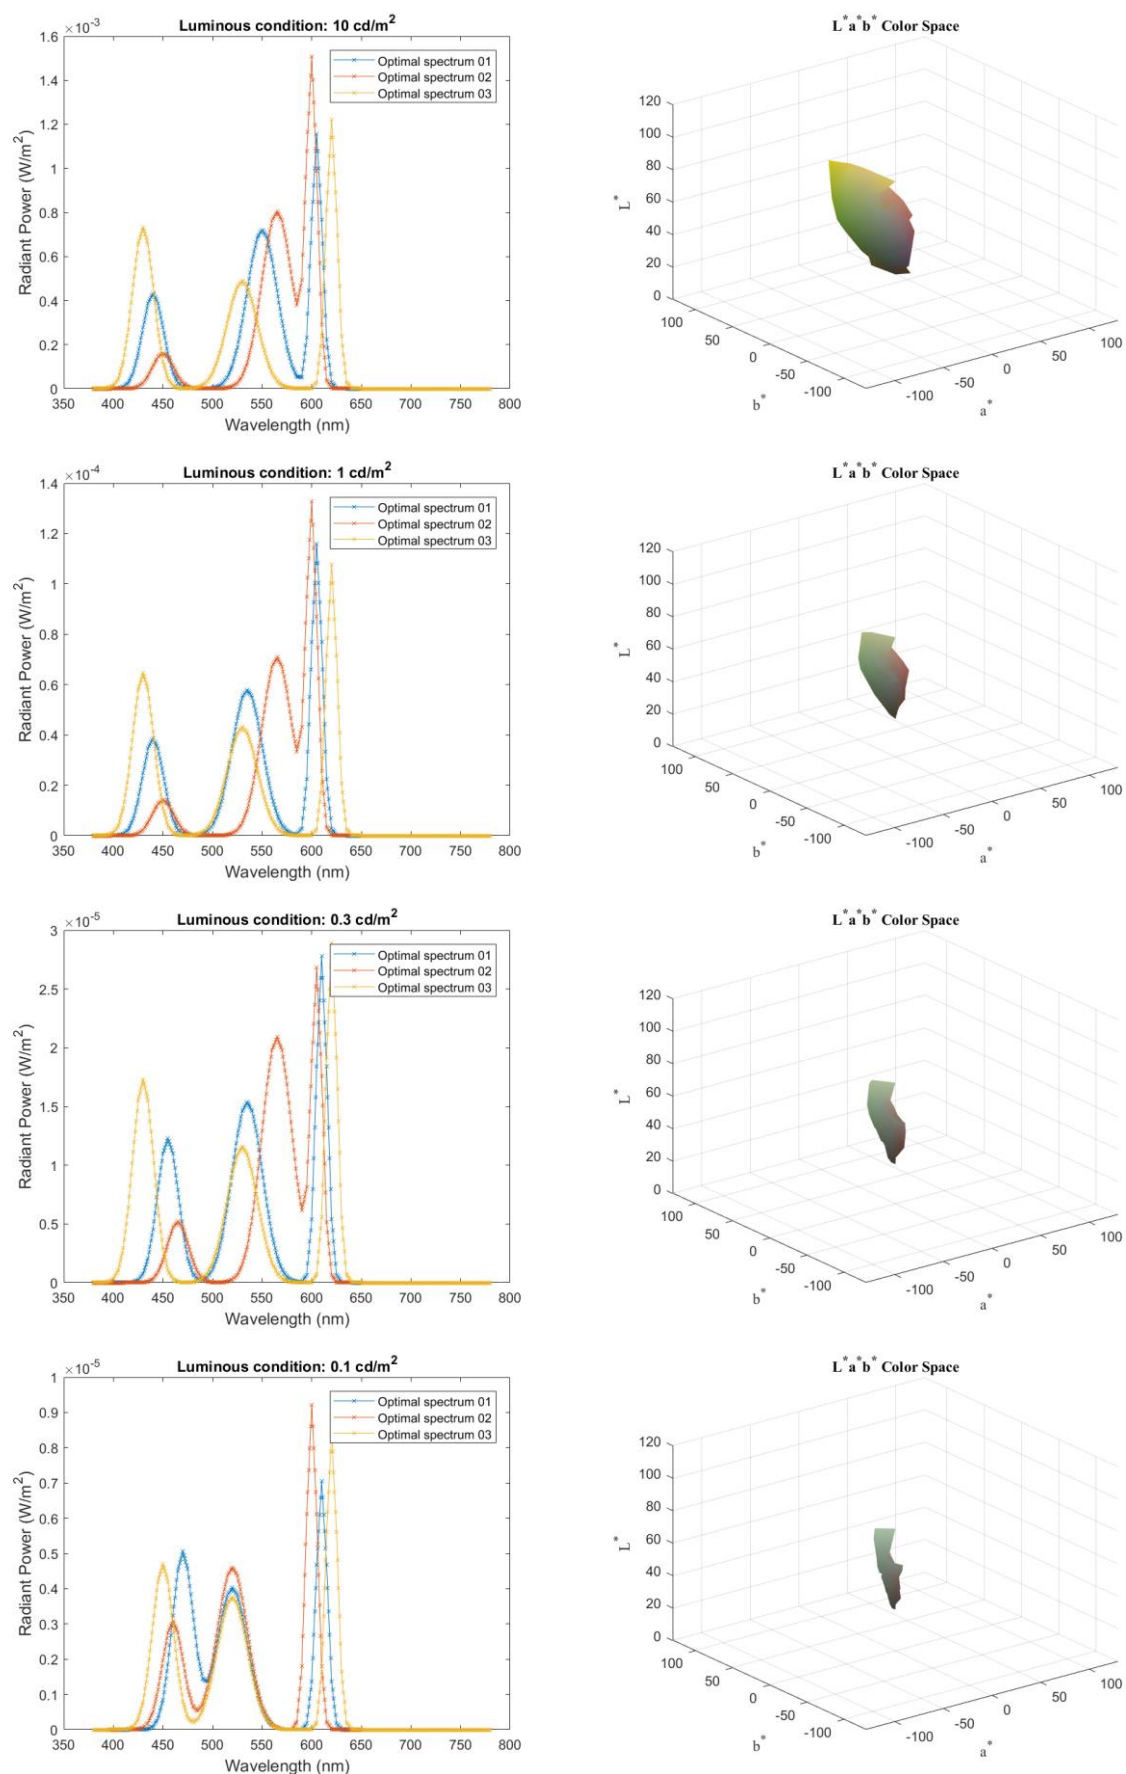 ×10⁻³
Luminous condition: 10 cd/m²
1.6
1.4
1.2
1
0.8
0.6
0.4
0.2
0
Radiant Power (W/m²)
Optimal spectrum 01
Optimal spectrum 02
Optimal spectrum 03
350 400 450 500 550 600 650 700 750 800
Wavelength (nm)
L*a*b* Color Space
120
100
80
60
40
20
0
L*
100 50 0 -50 -100
b*
-100 -50 0 50 100
a*
×10⁻⁴
Luminous condition: 1 cd/m²
1.4
1.2
1
0.8
0.6
0.4
0.2
0
Radiant Power (W/m²)
Optimal spectrum 01
Optimal spectrum 02
Optimal spectrum 03
350 400 450 500 550 600 650 700 750 800
Wavelength (nm)
L*a*b* Color Space
120
100
80
60
40
20
0
L*
100 50 0 -50 -100
b*
-100 -50 0 50 100
a*
×10⁻⁵
Luminous condition: 0.3 cd/m²
3
2.5
2
1.5
1
0.5
0
Radiant Power (W/m²)
Optimal spectrum 01
Optimal spectrum 02
Optimal spectrum 03
350 400 450 500 550 600 650 700 750 800
Wavelength (nm)
L*a*b* Color Space
120
100
80
60
40
20
0
L*
100 50 0 -50 -100
b*
-100 -50 0 50 100
a*
×10⁻⁵
Luminous condition: 0.1 cd/m²
1
0.9
0.8
0.7
0.6
0.5
0.4
0.3
0.2
0.1
0
Radiant Power (W/m²)
Optimal spectrum 01
Optimal spectrum 02
Optimal spectrum 03
350 400 450 500 550 600 650 700 750 800
Wavelength (nm)
L*a*b* Color Space
120
100
80
60
40
20
0
L*
100 50 0 -50 -100
b*
-100 -50 0 50 100
a*